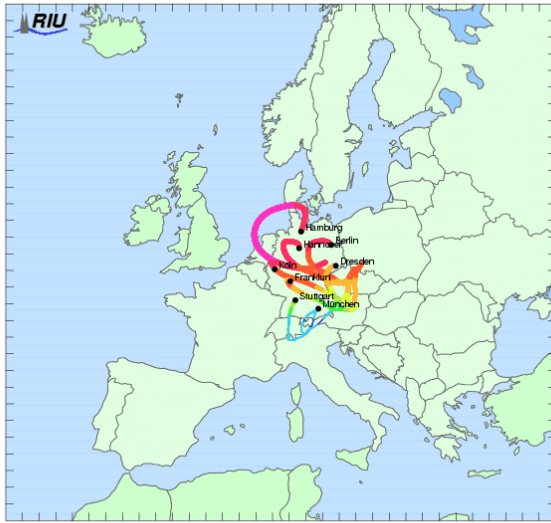 RIU
Hamburg
Berlin
Hannover
Köln
Dresden
Frankfurt
Stuttgart
München